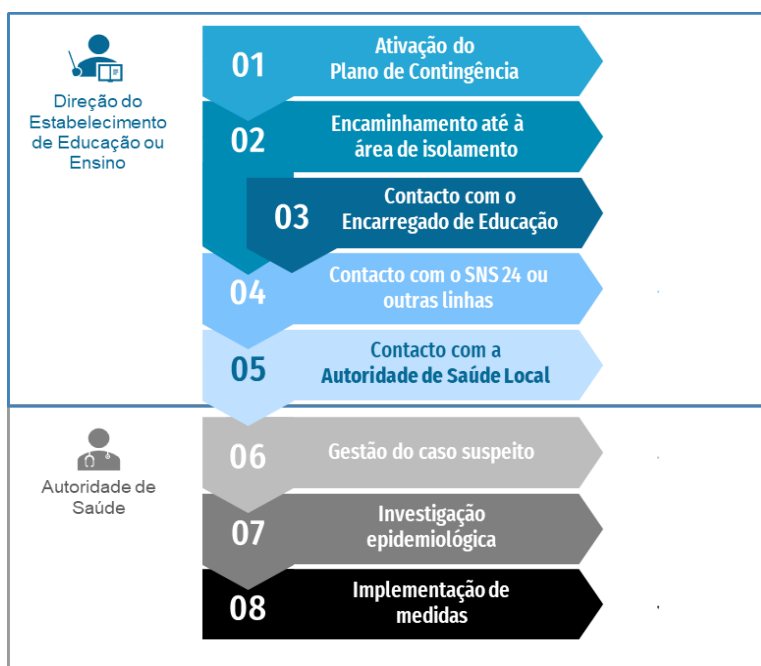 Direção do
Estabelecimento
de Educação ou
Ensino
01
Ativação do
Plano de Contingência
02
Encaminhamento até à
área de isolamento
03
Contacto com o
Encarregado de Educação
04
Contacto com o SNS 24 ou
outras linhas
05
Contacto com a
Autoridade de Saúde Local
Autoridade de
Saúde
06
Gestão do caso suspeito
07
Investigação
epidemiológica
08
Implementação de
medidas